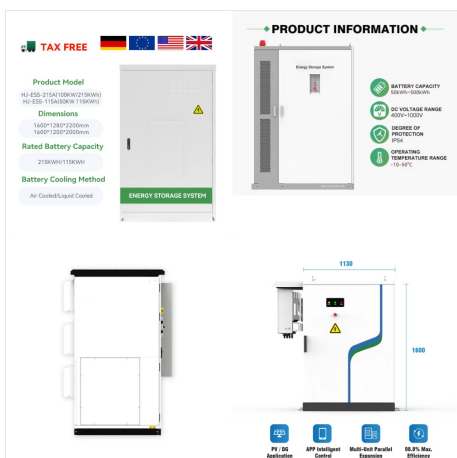 TAX FREE
Product Model
HJ-ESS-215A(100KW/215KWh)
HJ-ESS-115A(50KW 115KWh)
Dimensions
1600*1280*2200mm
1600*1200*2000mm
Rated Battery Capacity
215KWH/115KWH
Battery Cooling Method
Air Cooled/Liquid Cooled
ENERGY STORAGE SYSTEM
PRODUCT INFORMATION
Energy Storage System
BATTERY CAPACITY
50kWh~500kWh
DC VOLTAGE RANGE
400V~1000V
DEGREE OF
PROTECTION
IP54
OPERATING
TEMPERATURE RANGE
-10~50°C
1130
1600
PV / DG
Application
APP Intelligent
Control
Multi-Unit Parallel
Expansion
98.8% Max.
Efficiency